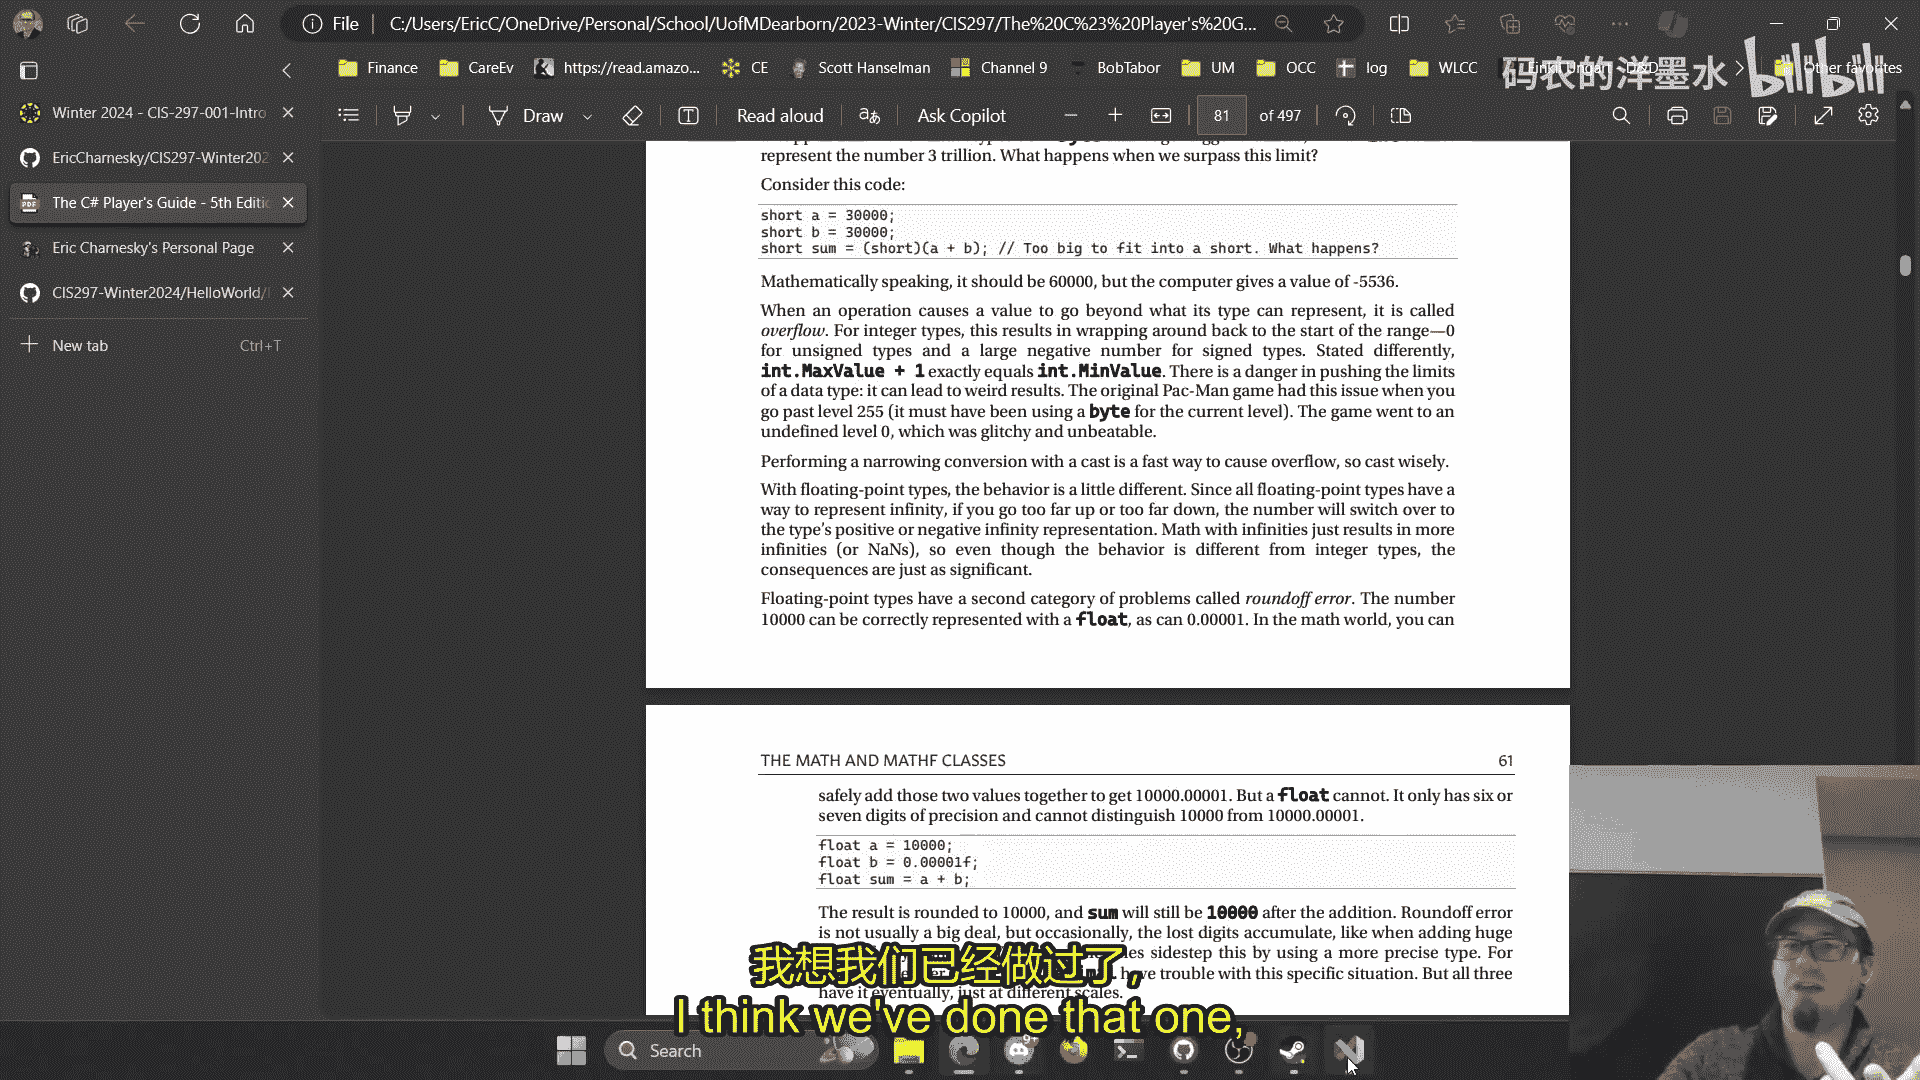 File
C:/Users/EricC/OneDrive/Personal/School/UofMDearborn/2023-Winter/CIS297/The%20C%23%20Player's%20G...
Finance
CareEv
https://read.amazo...
CE
Scott Hanselman
Channel 9
BobTabor
UM
OCC
log
WLCC
Other favorites
码农的洋墨水
bilibili
Winter 2024 - CIS-297-001-Intro
EricCharnesky/CIS297-Winter202
The C# Player's Guide - 5th Editi
Eric Charnesky's Personal Page
CIS297-Winter2024/HelloWorld/
New tab
Ctrl+T
Draw
Read aloud
Ask Copilot
81
of 497
represent the number 3 trillion. What happens when we surpass this limit?
Consider this code:
short a = 30000;
short b = 30000;
short sum = (short)(a + b); // Too big to fit into a short. What happens?
Mathematically speaking, it should be 60000, but the computer gives a value of -5536.
When an operation causes a value to go beyond what its type can represent, it is called
overflow. For integer types, this results in wrapping around back to the start of the range—0
for unsigned types and a large negative number for signed types. Stated differently,
int.MaxValue + 1 exactly equals int.MinValue. There is a danger in pushing the limits
of a data type: it can lead to weird results. The original Pac-Man game had this issue when you
go past level 255 (it must have been using a byte for the current level). The game went to an
undefined level 0, which was glitchy and unbeatable.
Performing a narrowing conversion with a cast is a fast way to cause overflow, so cast wisely.
With floating-point types, the behavior is a little different. Since all floating-point types have a
way to represent infinity, if you go too far up or too far down, the number will switch over to
the type's positive or negative infinity representation. Math with infinities just results in more
infinities (or NaNs), so even though the behavior is different from integer types, the
consequences are just as significant.
Floating-point types have a second category of problems called roundoff error. The number
10000 can be correctly represented with a float, as can 0.00001. In the math world, you can
THE MATH AND MATHF CLASSES
61
safely add those two values together to get 10000.00001. But a float cannot. It only has six or
seven digits of precision and cannot distinguish 10000 from 10000.00001.
float a = 10000;
float b = 0.00001f;
float sum = a + b;
The result is rounded to 10000, and sum will still be 10000 after the addition. Roundoff error
is not usually a big deal, but occasionally, the lost digits accumulate, like when adding huge
sidestep this by using a more precise type. For
have trouble with this specific situation. But all three
have it eventually, just at different scales.
我想我们已经做过了，
I think we've done that one,
Search
9+